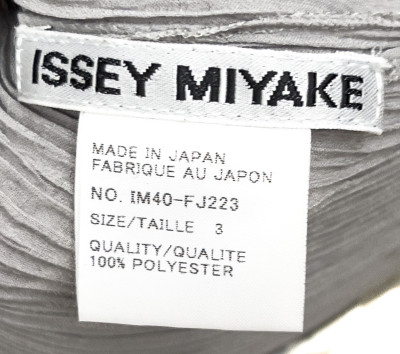 ISSEY MIYAKE
MADE IN JAPAN
FABRIQUE AU JAPON
NO. IM40-FJ223
SIZE/TAILLE 3
QUALITY/QUALITE
100% POLYESTER